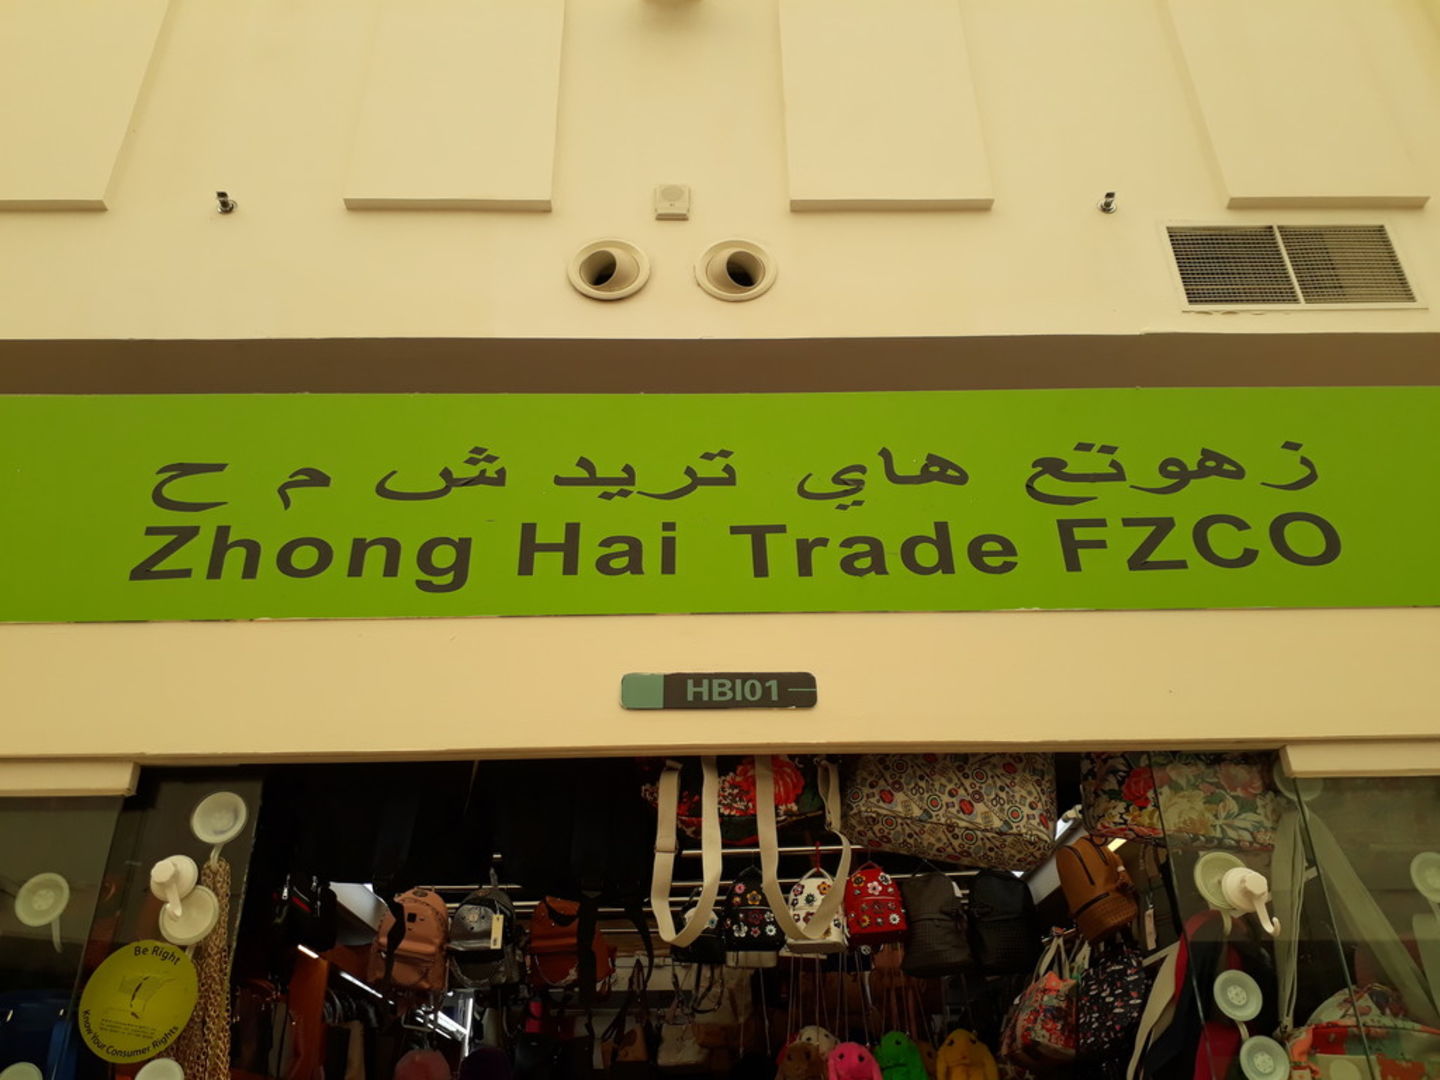 زهوتع هاي تريد ش م ح
Zhong Hai Trade FZCO
HBI01
Be Right
Know Your Consumer Rights